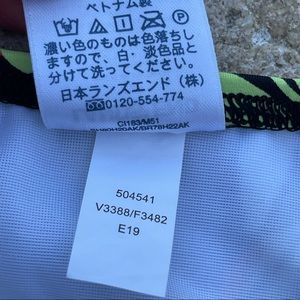 ベトナム製
濃い色のものは色落ちし
ますので、白・淡色品と
分けて洗ってください。
日本ランズエンド(株)
0120-554-774
CI183/M51
504541
V3388/F3482
E19